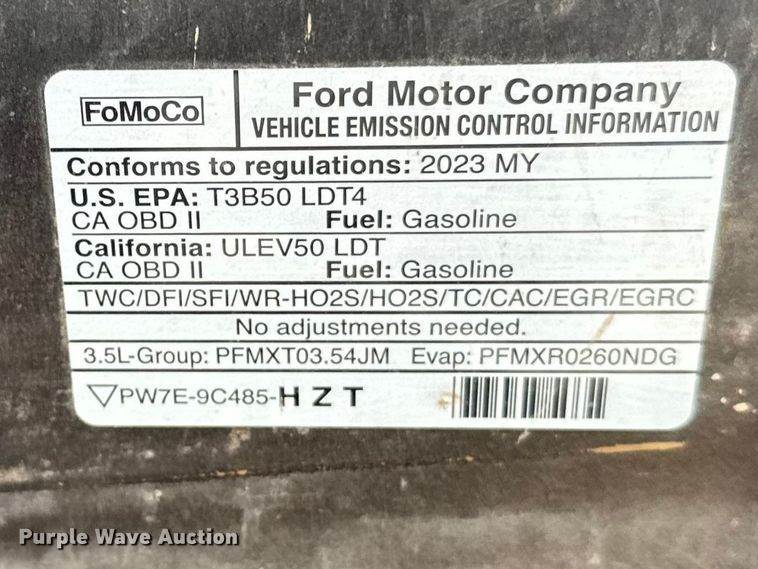 FoMoCo
Ford Motor Company
VEHICLE EMISSION CONTROL INFORMATION
Conforms to regulations: 2023 MY
U.S. EPA: T3B50 LDT4
CA OBD II Fuel: Gasoline
California: ULEV50 LDT
CA OBD II Fuel: Gasoline
TWC/DFI/SFI/WR-HO2S/HO2S/TC/CAC/EGR/EGRC
No adjustments needed.
3.5L-Group: PFMXT03.54JM Evap: PFMXR0260NDG
PW7E-9C485-HZT
Purple Wave Auction